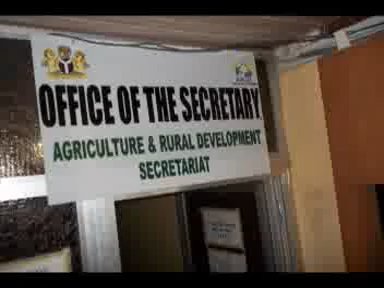 OFFICE OF THE SECRETARY
AGRICULTURE & RURAL DEVELOPMENT
SECRETARIAT